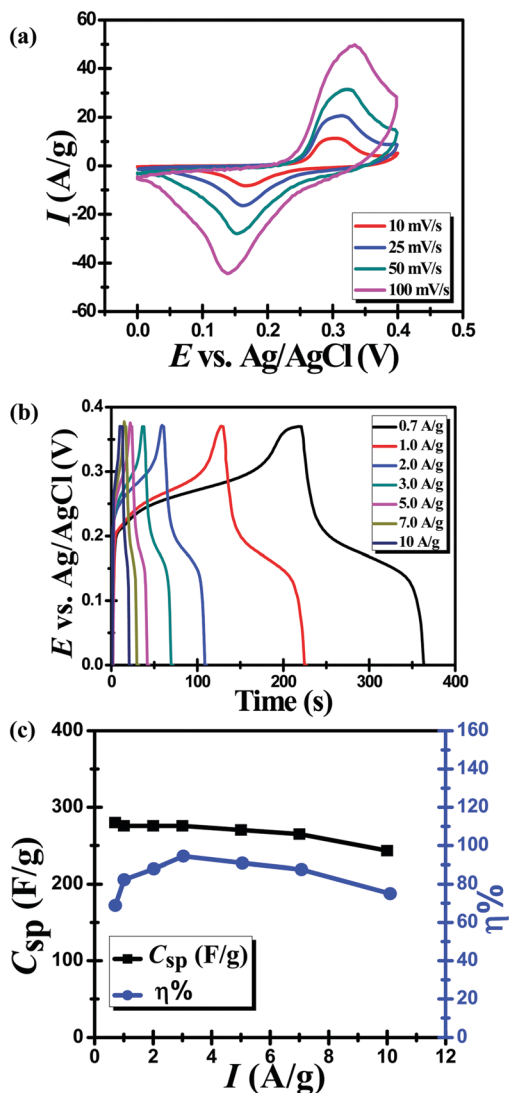 (a)
60
40
20
0
-20
-40
-60
I (A/g)
10 mV/s
25 mV/s
50 mV/s
100 mV/s
0.0 0.1 0.2 0.3 0.4 0.5
E vs. Ag/AgCl (V)
(b)
0.4
0.3
0.2
0.1
0.0
E vs. Ag/AgCl (V)
0.7 A/g
1.0 A/g
2.0 A/g
3.0 A/g
5.0 A/g
7.0 A/g
10 A/g
0 100 200 300 400
Time (s)
(c)
400
300
200
100
0
Csp (F/g)
160
140
120
100
80
60
40
20
0
η%
Csp (F/g)
η%
0 2 4 6 8 10 12
I (A/g)